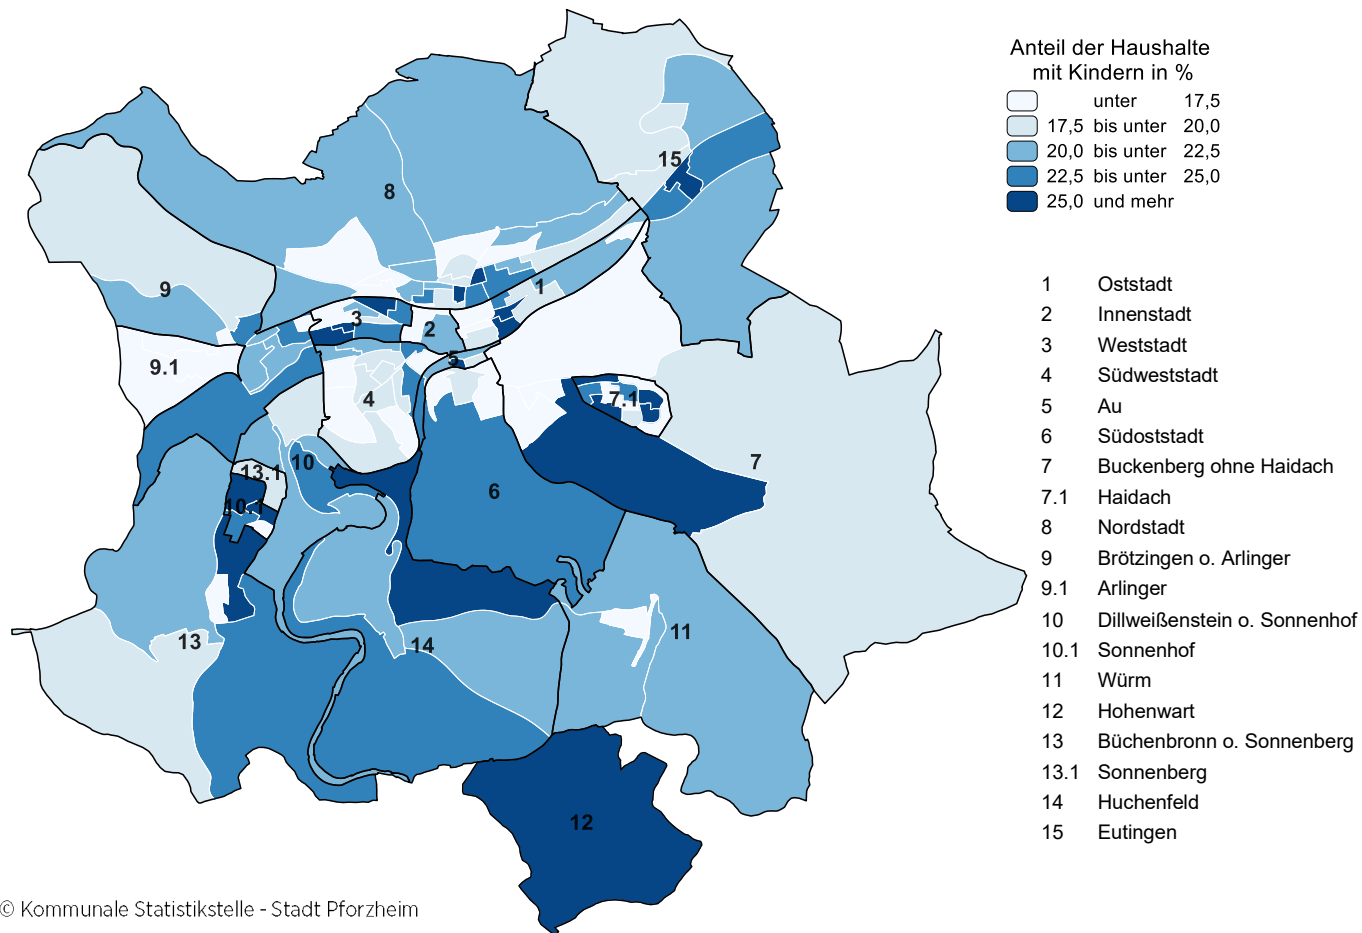 Anteil der Haushalte
mit Kindern in %
unter 17,5
17,5 bis unter 20,0
20,0 bis unter 22,5
22,5 bis unter 25,0
25,0 und mehr
1 Oststadt
2 Innenstadt
3 Weststadt
4 Südweststadt
5 Au
6 Südoststadt
7 Buckenberg ohne Haidach
7.1 Haidach
8 Nordstadt
9 Brötzingen o. Arlinger
9.1 Arlinger
10 Dillweißenstein o. Sonnenhof
10.1 Sonnenhof
11 Würm
12 Hohenwart
13 Büchenbronn o. Sonnenberg
13.1 Sonnenberg
14 Huchenfeld
15 Eutingen
15
8
9
1
3
2
5
9.1
4
7.1
10
7
13.1
6
10.1
11
13
14
12
© Kommunale Statistikstelle - Stadt Pforzheim